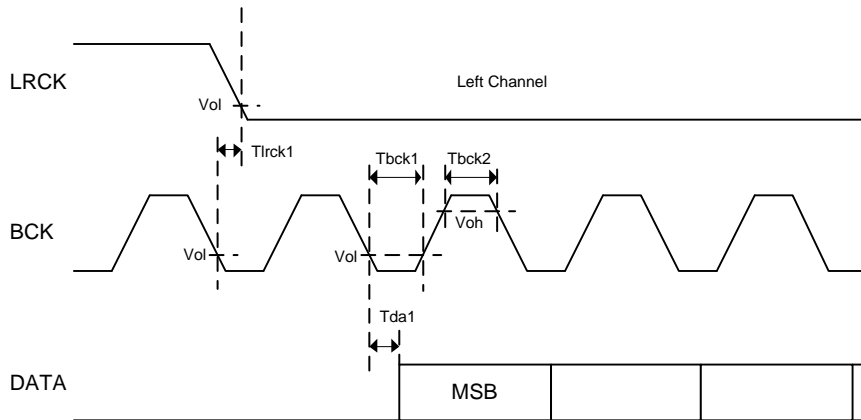 LRCK
Left Channel
Vol
Tlrck1
Tbck1
Tbck2
BCK
Voh
Vol
Vol
Tda1
DATA
MSB